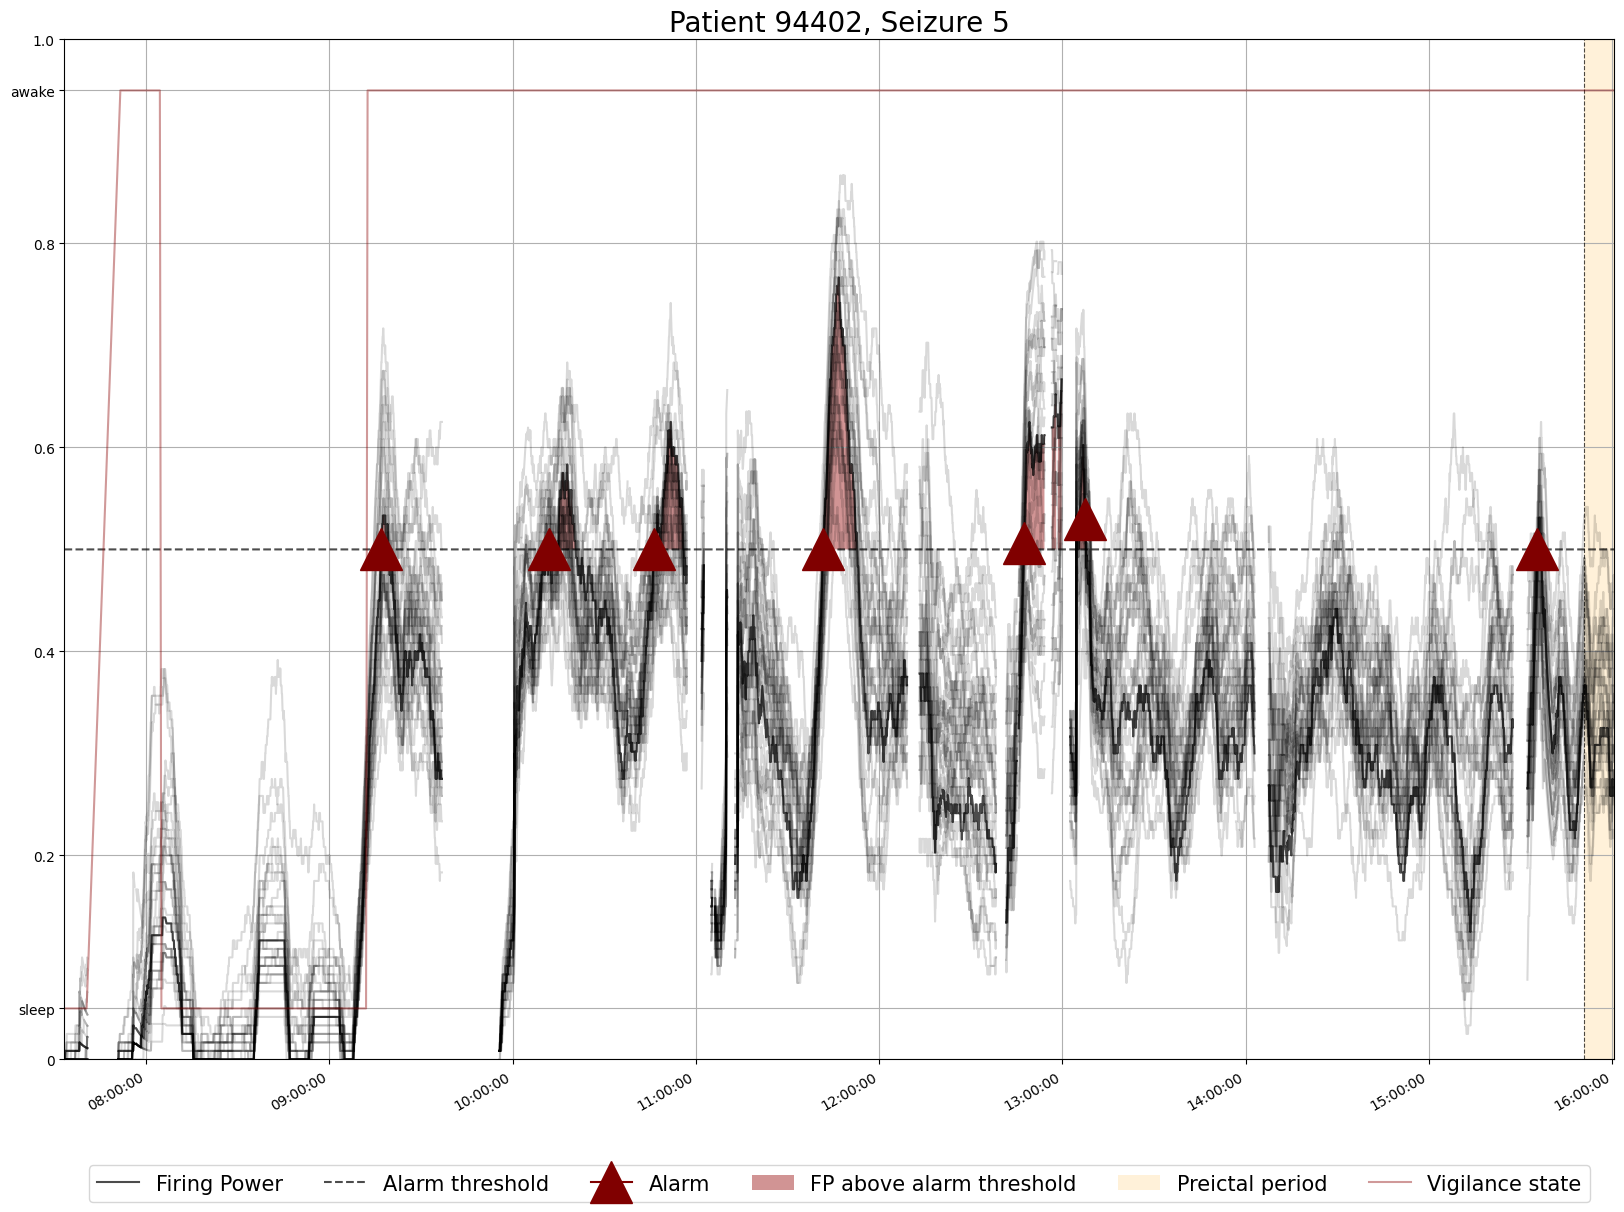 Patient 94402, Seizure 5
1.0
awake
0.8
0.6
0.4
0.2
sleep
0
08:00:00 09:00:00 10:00:00 11:00:00 12:00:00 13:00:00 14:00:00 15:00:00 16:00:00
Firing Power Alarm threshold Alarm FP above alarm threshold Preictal period Vigilance state